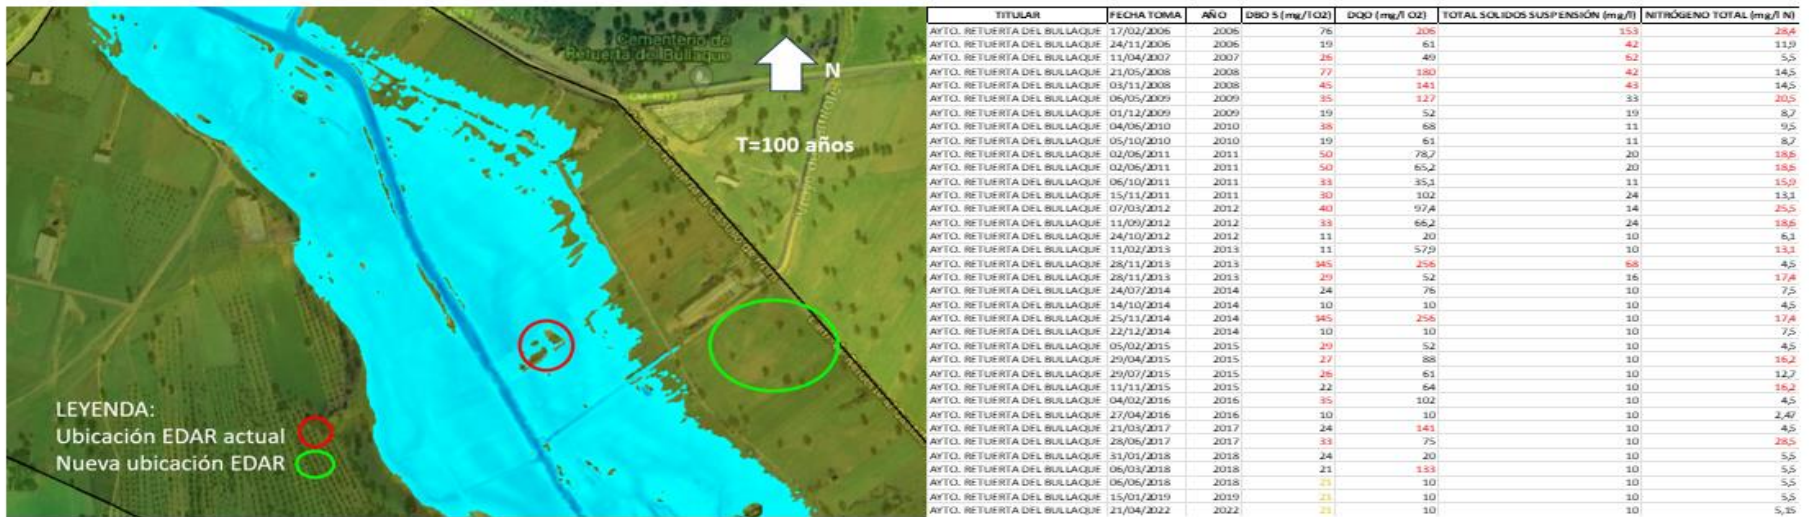 Cementerio de
Retuerta del Bullaque
N
T=100 años
LEYENDA:
Ubicación EDAR actual
Nueva ubicación EDAR
TITULAR FECHA TOMA AÑO DBO 5 (mg/l O2) DQO (mg/l O2) TOTAL SOLIDOS SUSPENSIÓN (mg/l) NITRÓGENO TOTAL (mg/l N)
AYTO. RETUERTA DEL BULLAQUE 17/02/2006 2006 76 206 153 28,4
AYTO. RETUERTA DEL BULLAQUE 24/11/2006 2006 19 61 42 11,9
AYTO. RETUERTA DEL BULLAQUE 11/04/2007 2007 26 49 62 5,5
AYTO. RETUERTA DEL BULLAQUE 21/05/2008 2008 77 180 42 14,5
AYTO. RETUERTA DEL BULLAQUE 03/11/2008 2008 45 141 43 14,5
AYTO. RETUERTA DEL BULLAQUE 06/05/2009 2009 35 127 33 20,5
AYTO. RETUERTA DEL BULLAQUE 01/12/2009 2009 19 52 19 8,7
AYTO. RETUERTA DEL BULLAQUE 04/06/2010 2010 38 68 11 9,5
AYTO. RETUERTA DEL BULLAQUE 05/10/2010 2010 19 61 11 8,7
AYTO. RETUERTA DEL BULLAQUE 02/06/2011 2011 50 78,7 20 18,6
AYTO. RETUERTA DEL BULLAQUE 02/06/2011 2011 50 65,2 20 18,6
AYTO. RETUERTA DEL BULLAQUE 06/10/2011 2011 33 35,1 11 15,9
AYTO. RETUERTA DEL BULLAQUE 15/11/2011 2011 30 102 24 13,1
AYTO. RETUERTA DEL BULLAQUE 07/03/2012 2012 40 97,4 14 25,5
AYTO. RETUERTA DEL BULLAQUE 11/09/2012 2012 33 66,2 24 18,6
AYTO. RETUERTA DEL BULLAQUE 24/10/2012 2012 11 20 10 6,1
AYTO. RETUERTA DEL BULLAQUE 11/02/2013 2013 11 57,9 10 13,1
AYTO. RETUERTA DEL BULLAQUE 28/11/2013 2013 145 256 68 4,5
AYTO. RETUERTA DEL BULLAQUE 28/11/2013 2013 29 52 16 17,4
AYTO. RETUERTA DEL BULLAQUE 24/07/2014 2014 24 76 10 7,5
AYTO. RETUERTA DEL BULLAQUE 14/10/2014 2014 10 10 10 4,5
AYTO. RETUERTA DEL BULLAQUE 25/11/2014 2014 145 256 10 17,4
AYTO. RETUERTA DEL BULLAQUE 22/12/2014 2014 10 10 10 7,5
AYTO. RETUERTA DEL BULLAQUE 05/02/2015 2015 29 52 10 4,5
AYTO. RETUERTA DEL BULLAQUE 29/04/2015 2015 27 88 10 16,2
AYTO. RETUERTA DEL BULLAQUE 29/07/2015 2015 26 61 10 12,7
AYTO. RETUERTA DEL BULLAQUE 11/11/2015 2015 22 64 10 16,2
AYTO. RETUERTA DEL BULLAQUE 04/02/2016 2016 35 102 10 4,5
AYTO. RETUERTA DEL BULLAQUE 27/04/2016 2016 10 10 10 2,47
AYTO. RETUERTA DEL BULLAQUE 21/03/2017 2017 24 141 10 4,5
AYTO. RETUERTA DEL BULLAQUE 28/06/2017 2017 33 75 10 28,5
AYTO. RETUERTA DEL BULLAQUE 31/01/2018 2018 24 20 10 5,5
AYTO. RETUERTA DEL BULLAQUE 06/03/2018 2018 21 133 10 5,5
AYTO. RETUERTA DEL BULLAQUE 06/06/2018 2018 21 10 10 5,5
AYTO. RETUERTA DEL BULLAQUE 15/01/2019 2019 21 10 10 5,5
AYTO. RETUERTA DEL BULLAQUE 21/04/2022 2022 21 10 10 5,15